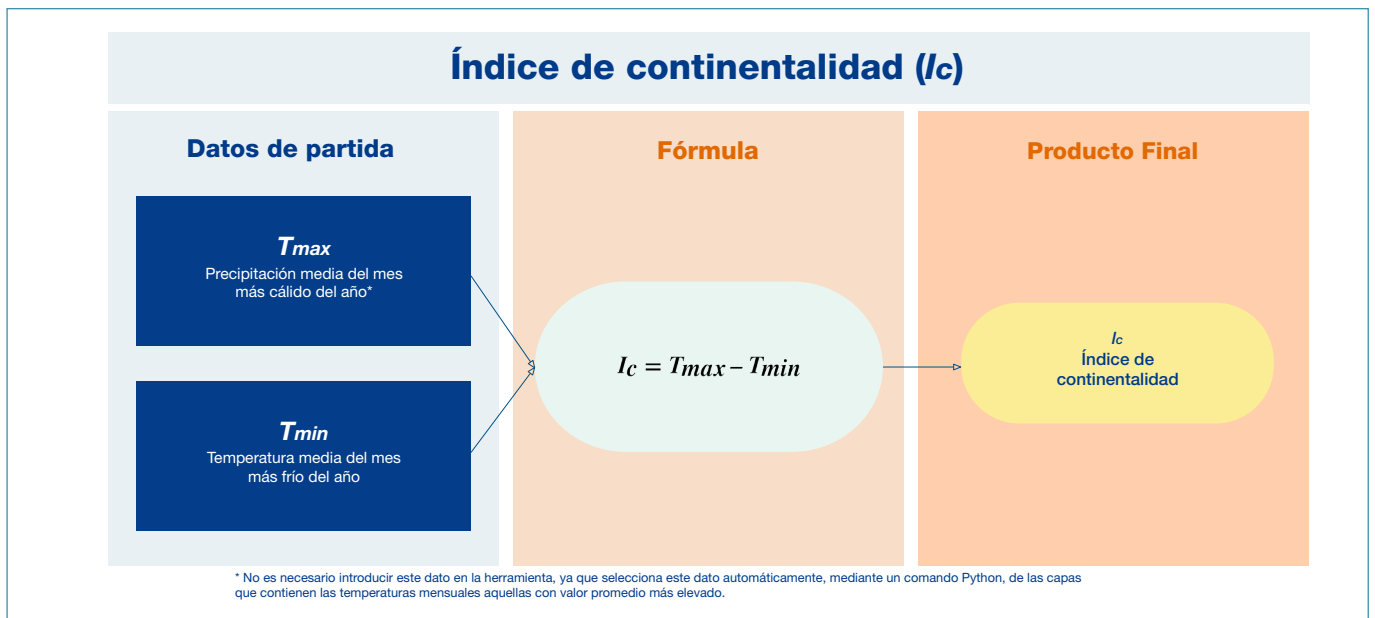 Índice de continentalidad (Ic)
Datos de partida
Tmax
Precipitación media del mes
más cálido del año*
Tmin
Temperatura media del mes
más frío del año
Fórmula
Ic = Tmax – Tmin
Producto Final
Ic
Índice de
continentalidad
* No es necesario introducir este dato en la herramienta, ya que selecciona este dato automáticamente, mediante un comando Python, de las capas
que contienen las temperaturas mensuales aquellas con valor promedio más elevado.